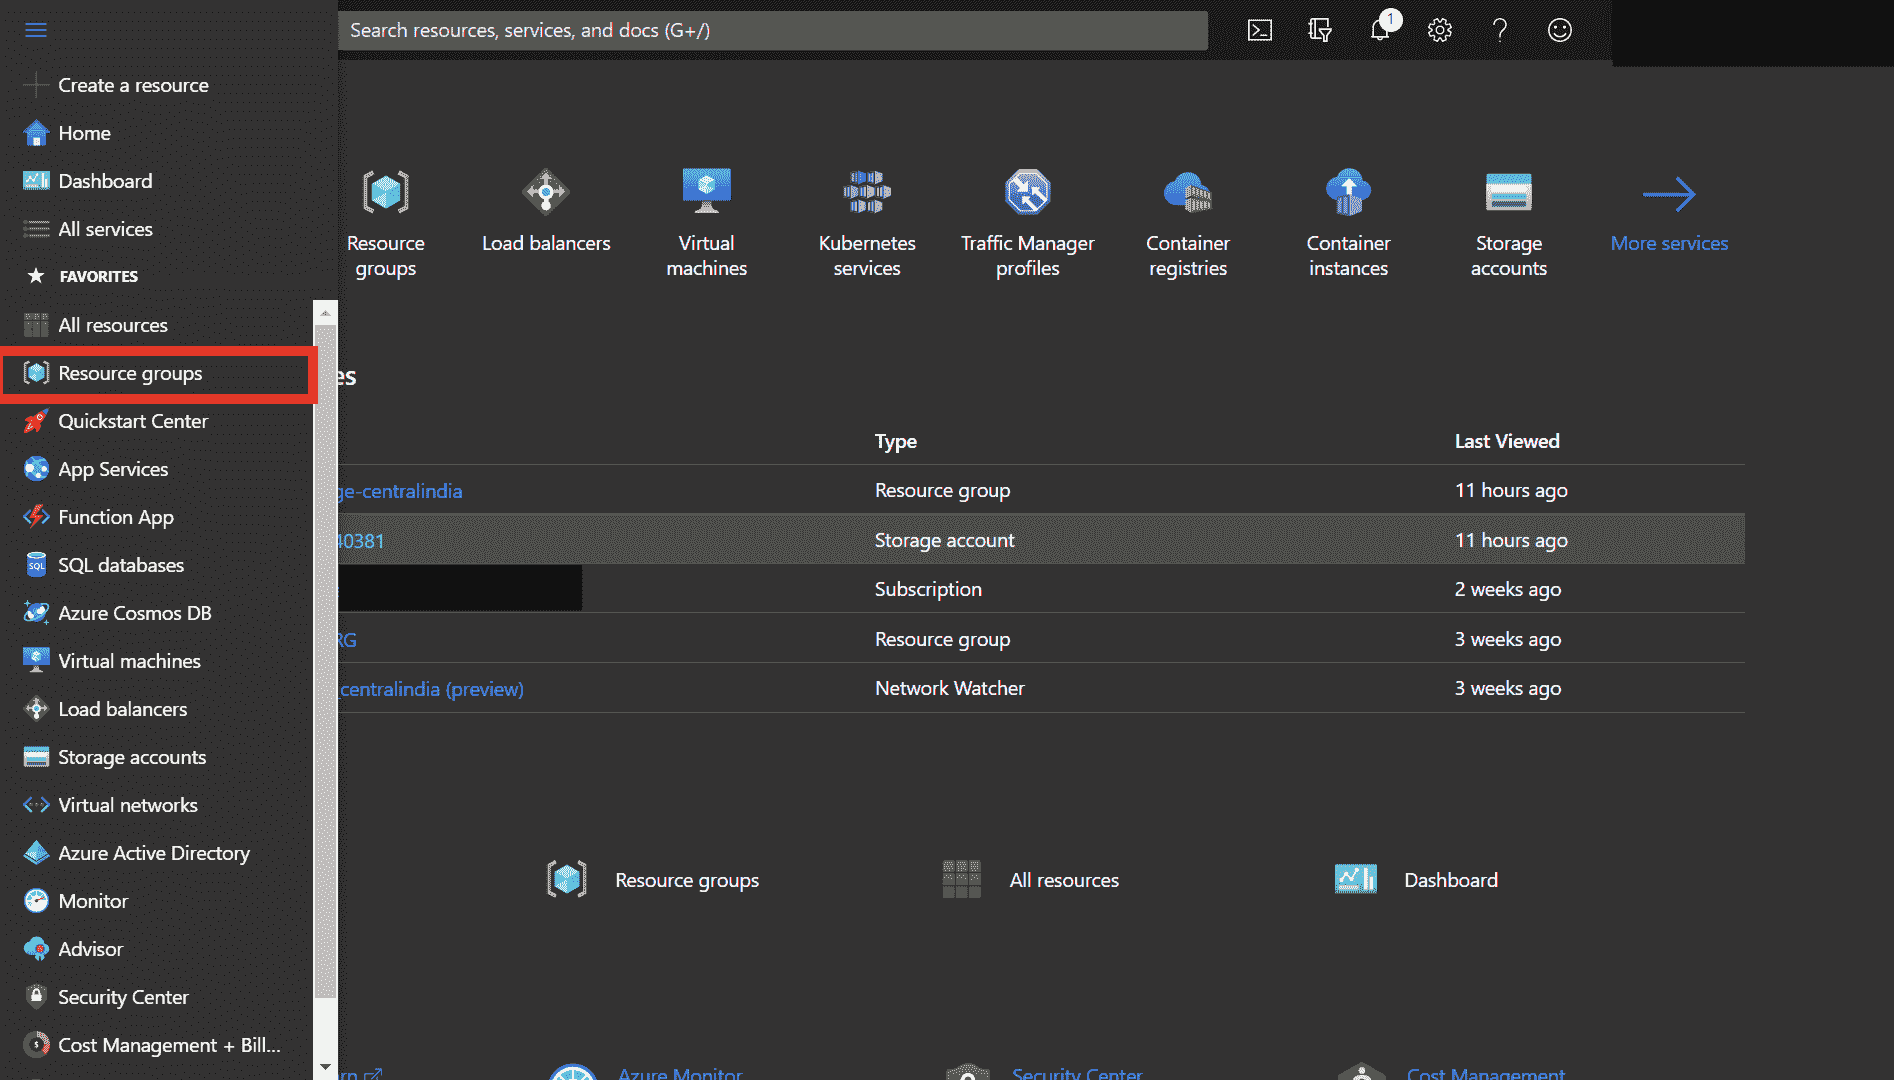 Search resources, services, and docs (G+/)
1
Create a resource
Home
Dashboard
All services
FAVORITES
All resources
Resource groups
Quickstart Center
App Services
Function App
SQL databases
Azure Cosmos DB
Virtual machines
Load balancers
Storage accounts
Virtual networks
Azure Active Directory
Monitor
Advisor
Security Center
Cost Management + Bill...
Resource groups
Load balancers
Virtual machines
Kubernetes services
Traffic Manager profiles
Container registries
Container instances
Storage accounts
More services
es
Type Last Viewed
ge-centralindia Resource group 11 hours ago
40381 Storage account 11 hours ago
Subscription 2 weeks ago
RG Resource group 3 weeks ago
_centralindia (preview) Network Watcher 3 weeks ago
Resource groups
All resources
Dashboard
Azure Monitor
Security Center
Cost Management